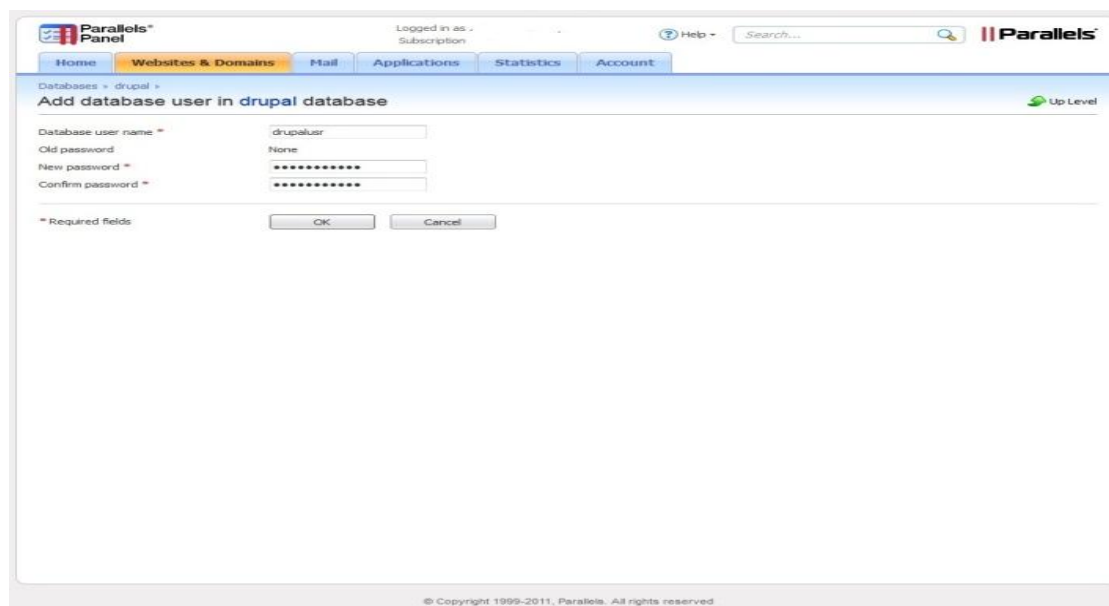 Parallels® Panel
Logged in as
Subscription
Help
Search...
Parallels®
Home
Websites & Domains
Mail
Applications
Statistics
Account
Databases > drupal >
Add database user in drupal database
Up Level
Database user name *
drupalusr
Old password
None
New password *
•••••••••••
Confirm password *
•••••••••••
* Required fields
OK
Cancel
© Copyright 1999-2011, Parallels. All rights reserved